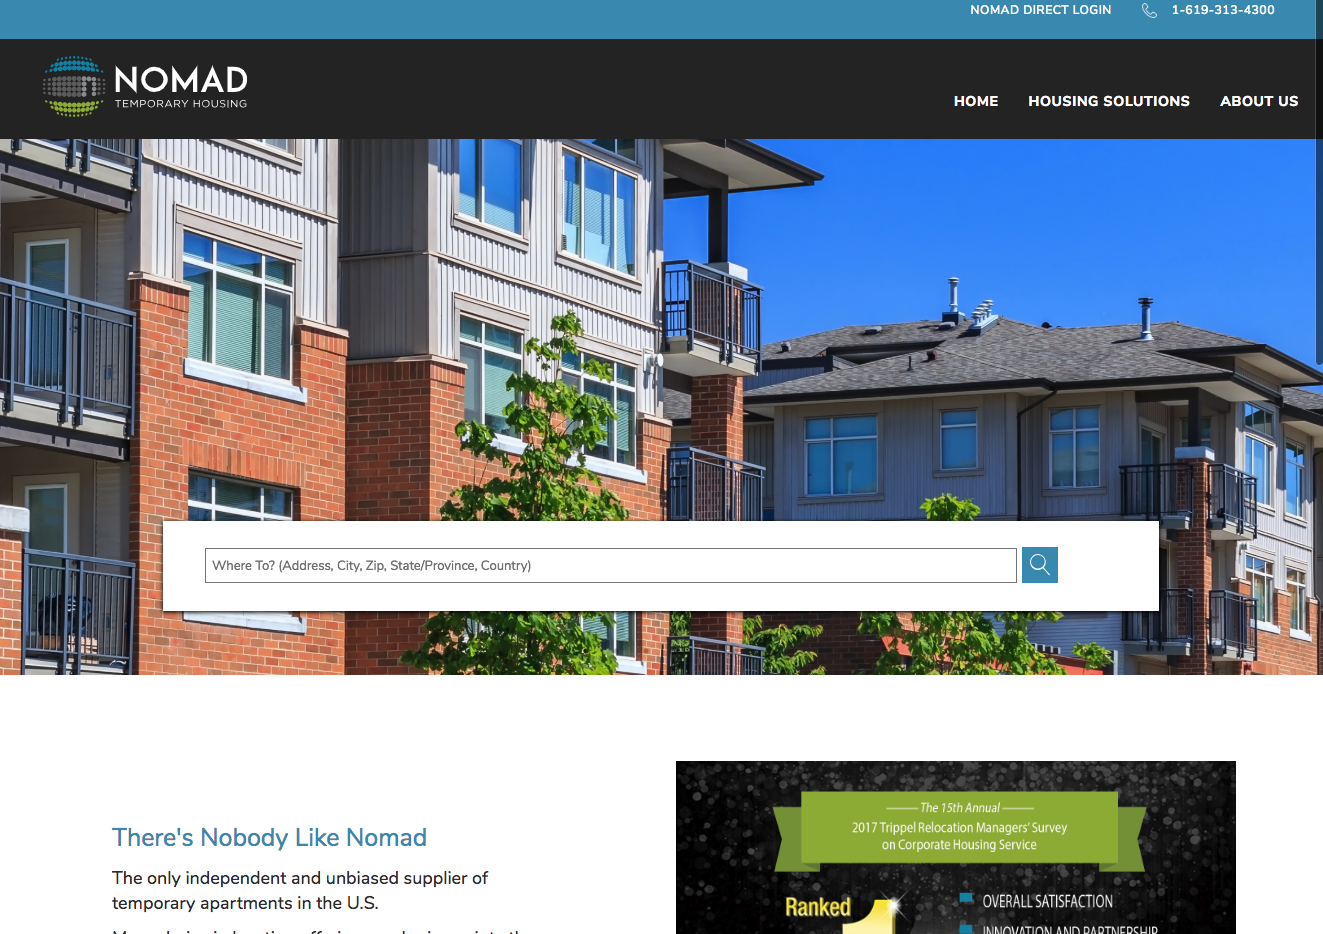 NOMAD DIRECT LOGIN
1-619-313-4300
NOMAD
TEMPORARY HOUSING
HOME
HOUSING SOLUTIONS
ABOUT US
Where To? (Address, City, Zip, State/Province, Country)
There's Nobody Like Nomad
The only independent and unbiased supplier of
temporary apartments in the U.S.
The 15th Annual
2017 Trippel Relocation Managers' Survey
on Corporate Housing Service
Ranked
OVERALL SATISFACTION
INNOVATION AND PARTNERSHIP